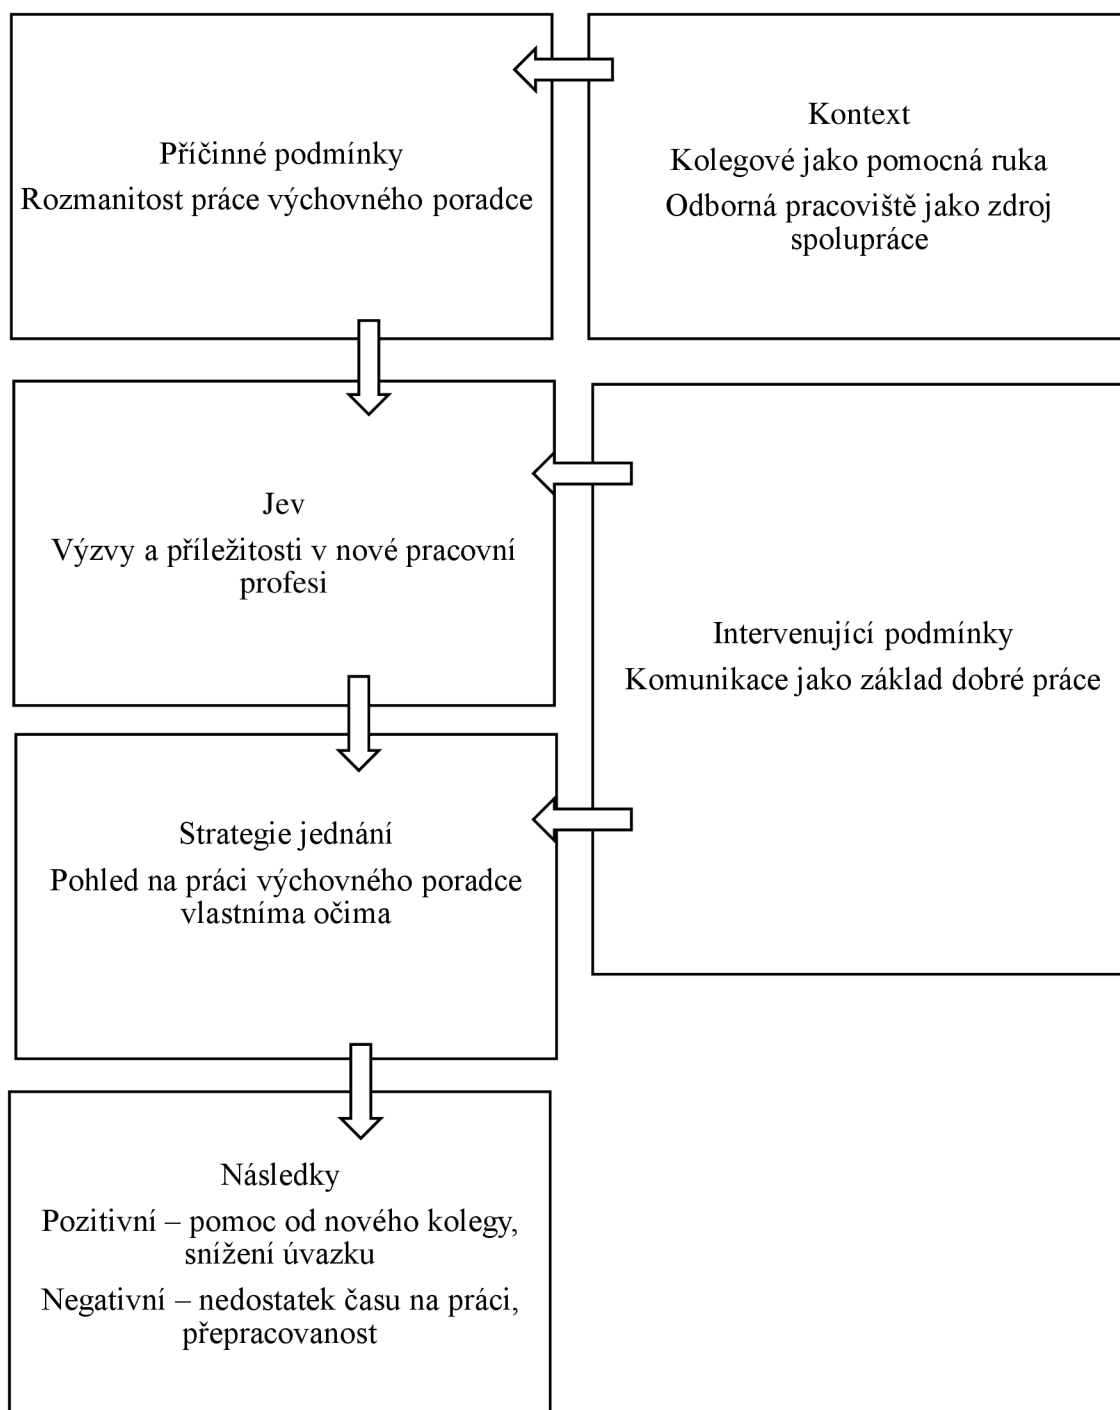 Příčinné podmínky
Rozmanitost práce výchovného poradce
Kontext
Kolegové jako pomocná ruka
Odborná pracoviště jako zdroj
spolupráce
Jev
Výzvy a příležitosti v nové pracovní
profesi
Intervenující podmínky
Komunikace jako základ dobré práce
Strategie jednání
Pohled na práci výchovného poradce
vlastníma očima
Následky
Pozitivní – pomoc od nového kolegy,
snížení úvazku
Negativní – nedostatek času na práci,
přepracovanost